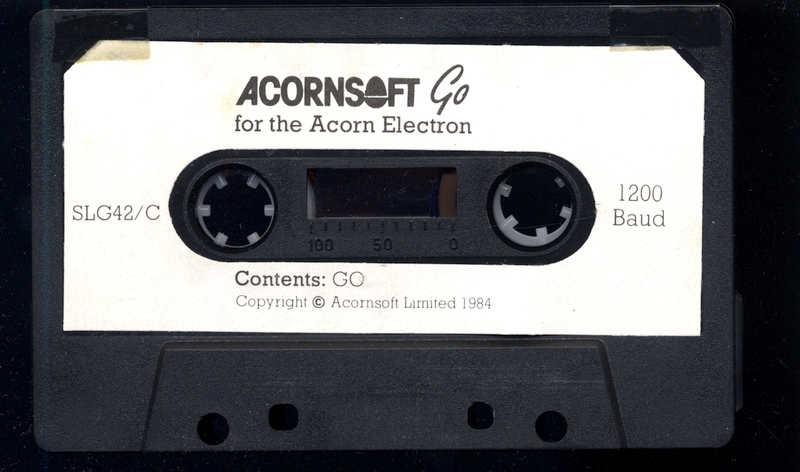 ACORNSOFT Go
for the Acorn Electron
SLG42/C
1200
Baud
100 50 0
Contents: GO
Copyright © Acornsoft Limited 1984